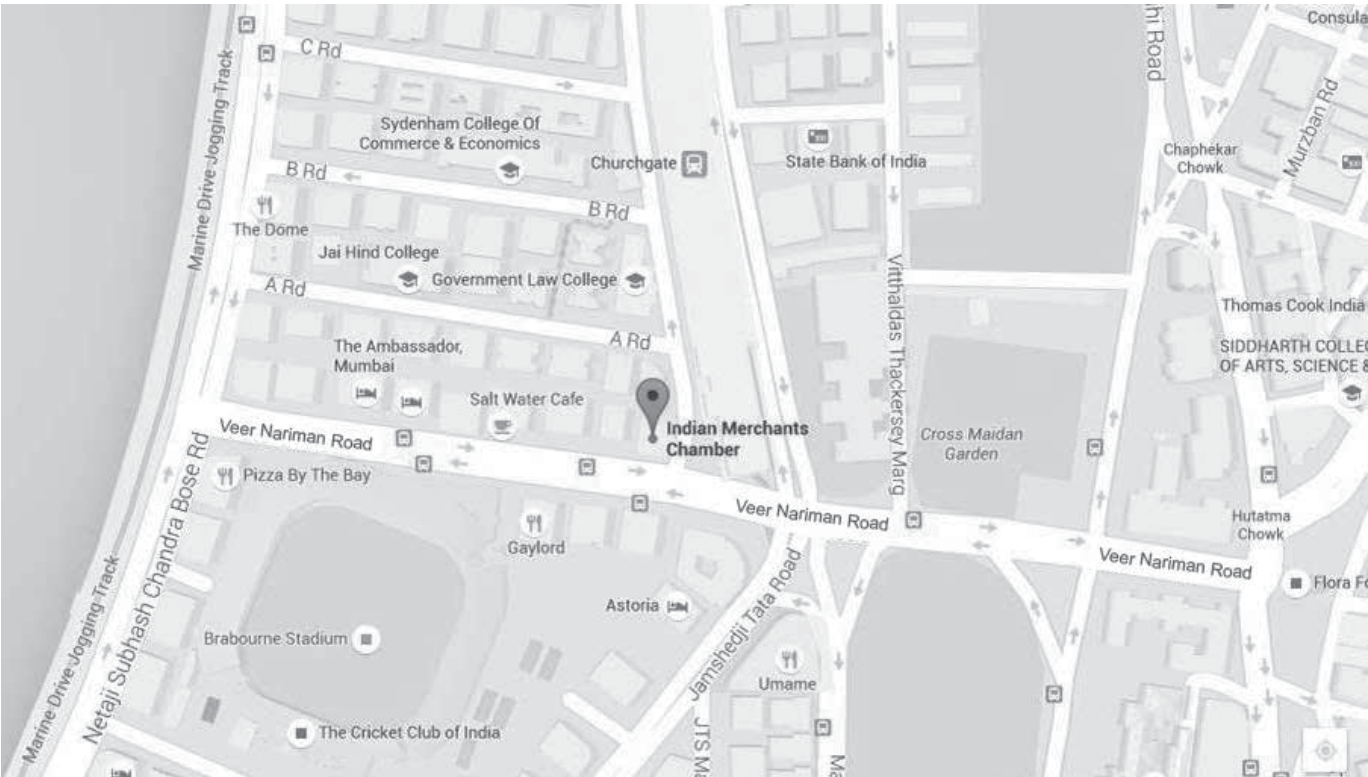 Consula
C Rd
hi Road
Marine Drive Jogging Track
Murzban Rd
Sydenham College Of
Commerce & Economics
Churchgate
State Bank of India
Chaphekar
Chowk
B Rd
B Rd
The Dome
Jai Hind College
Government Law College
A Rd
Vitthaldas Thackersey Marg
Thomas Cook India
A Rd
SIDDHARTH COLLEG
OF ARTS, SCIENCE &
The Ambassador,
Mumbai
Salt Water Cafe
Indian Merchants
Chamber
Cross Maidan
Garden
Veer Nariman Road
Pizza By The Bay
Netaji Subhash Chandra Bose Rd
Veer Nariman Road
Hutatma
Chowk
Gaylord
Veer Nariman Road
Flora Fo
Marine Drive Jogging Track
Astoria
Jamshedji Tata Road
Brabourne Stadium
Umame
The Cricket Club of India
JTS Ma
Ma